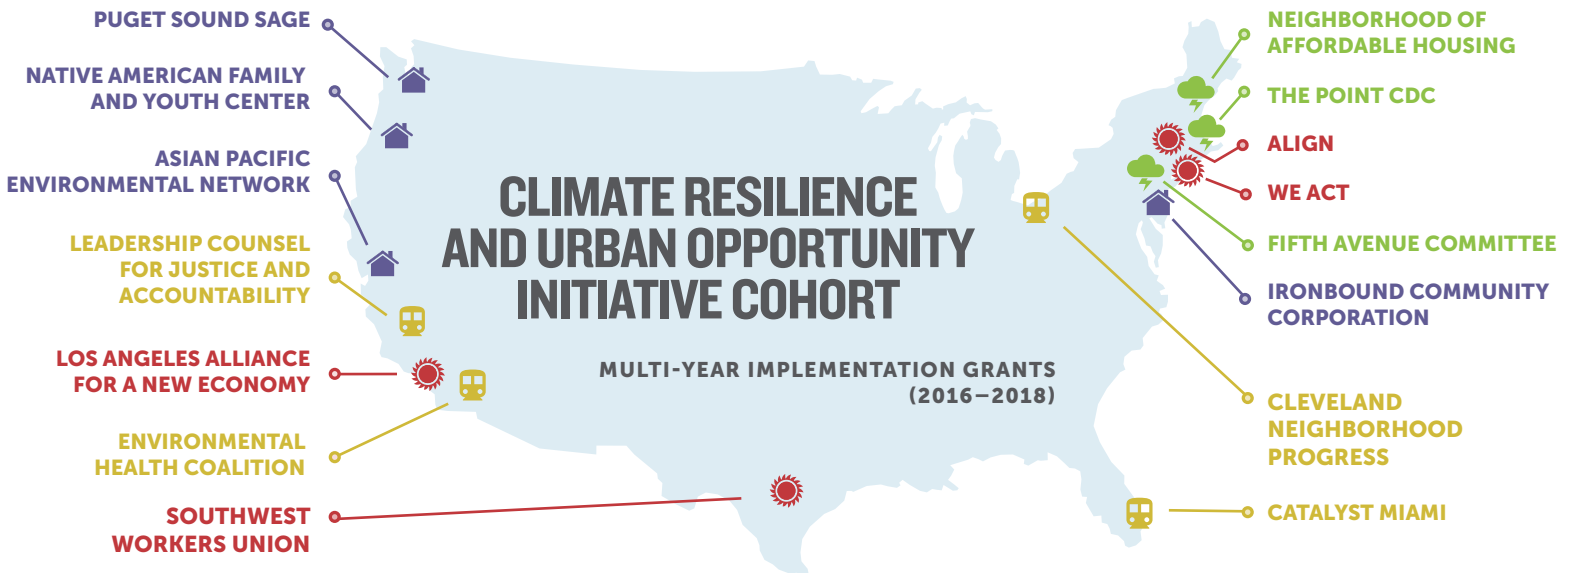 PUGET SOUND SAGE
NATIVE AMERICAN FAMILY
AND YOUTH CENTER
ASIAN PACIFIC
ENVIRONMENTAL NETWORK
LEADERSHIP COUNSEL
FOR JUSTICE AND
ACCOUNTABILITY
LOS ANGELES ALLIANCE
FOR A NEW ECONOMY
ENVIRONMENTAL
HEALTH COALITION
SOUTHWEST
WORKERS UNION
CLIMATE RESILIENCE
AND URBAN OPPORTUNITY
INITIATIVE COHORT
MULTI-YEAR IMPLEMENTATION GRANTS
(2016–2018)
NEIGHBORHOOD OF
AFFORDABLE HOUSING
THE POINT CDC
ALIGN
WE ACT
FIFTH AVENUE COMMITTEE
IRONBOUND COMMUNITY
CORPORATION
CLEVELAND
NEIGHBORHOOD
PROGRESS
CATALYST MIAMI